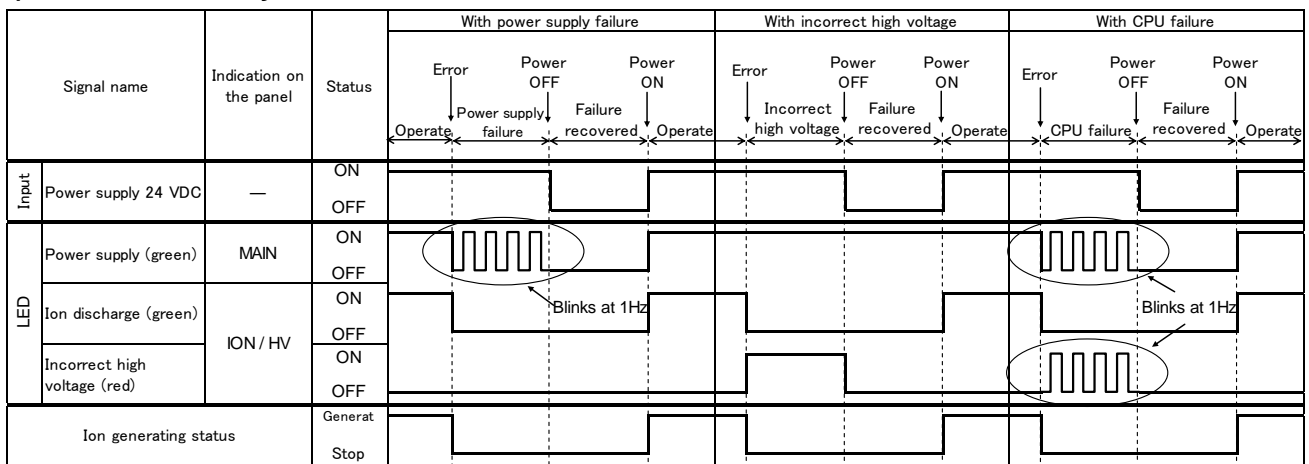 With power supply failure
With incorrect high voltage
With CPU failure
Signal name
Indication on
the panel
Status
Error
Power
OFF
Power
ON
Power supply
failure
Failure
recovered
Operate
Operate
Error
Power
OFF
Power
ON
Incorrect
high voltage
Failure
recovered
Operate
Error
Power
OFF
Power
ON
CPU failure
Failure
recovered
Operate
Input
Power supply 24 VDC
—
ON
OFF
LED
Power supply (green)
MAIN
ON
OFF
Blinks at 1Hz
Blinks at 1Hz
Ion discharge (green)
ION / HV
ON
OFF
Incorrect high
voltage (red)
ON
OFF
Ion generating status
Generat
Stop